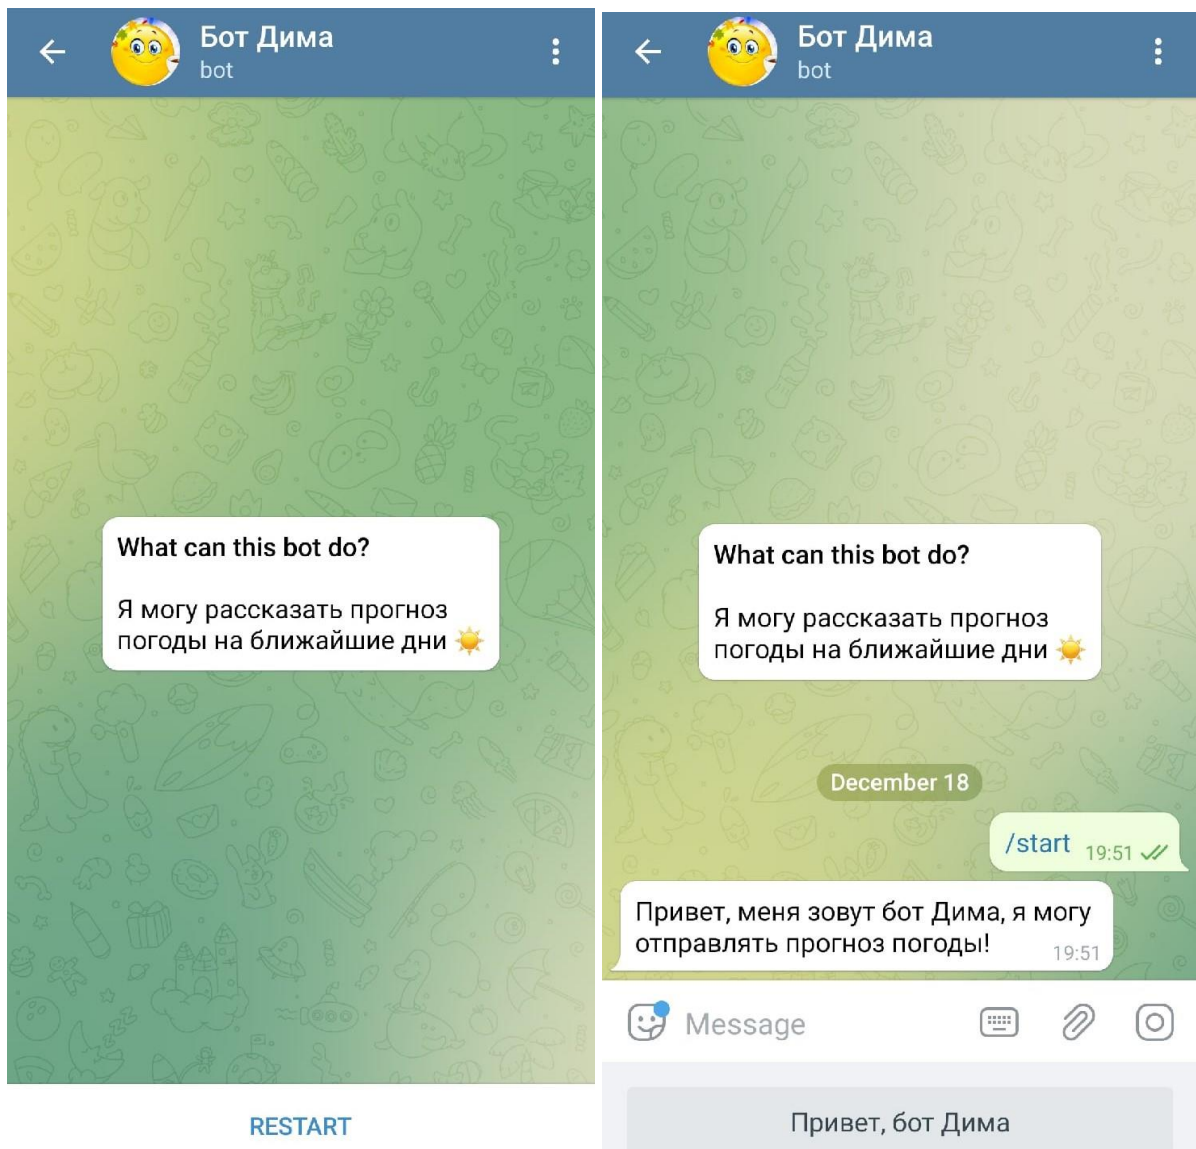 Бот Дима
bot
What can this bot do?
Я могу рассказать прогноз
погоды на ближайшие дни
RESTART
Бот Дима
bot
What can this bot do?
Я могу рассказать прогноз
погоды на ближайшие дни
December 18
/start 19:51
Привет, меня зовут бот Дима, я могу
отправлять прогноз погоды! 19:51
Message
Привет, бот Дима